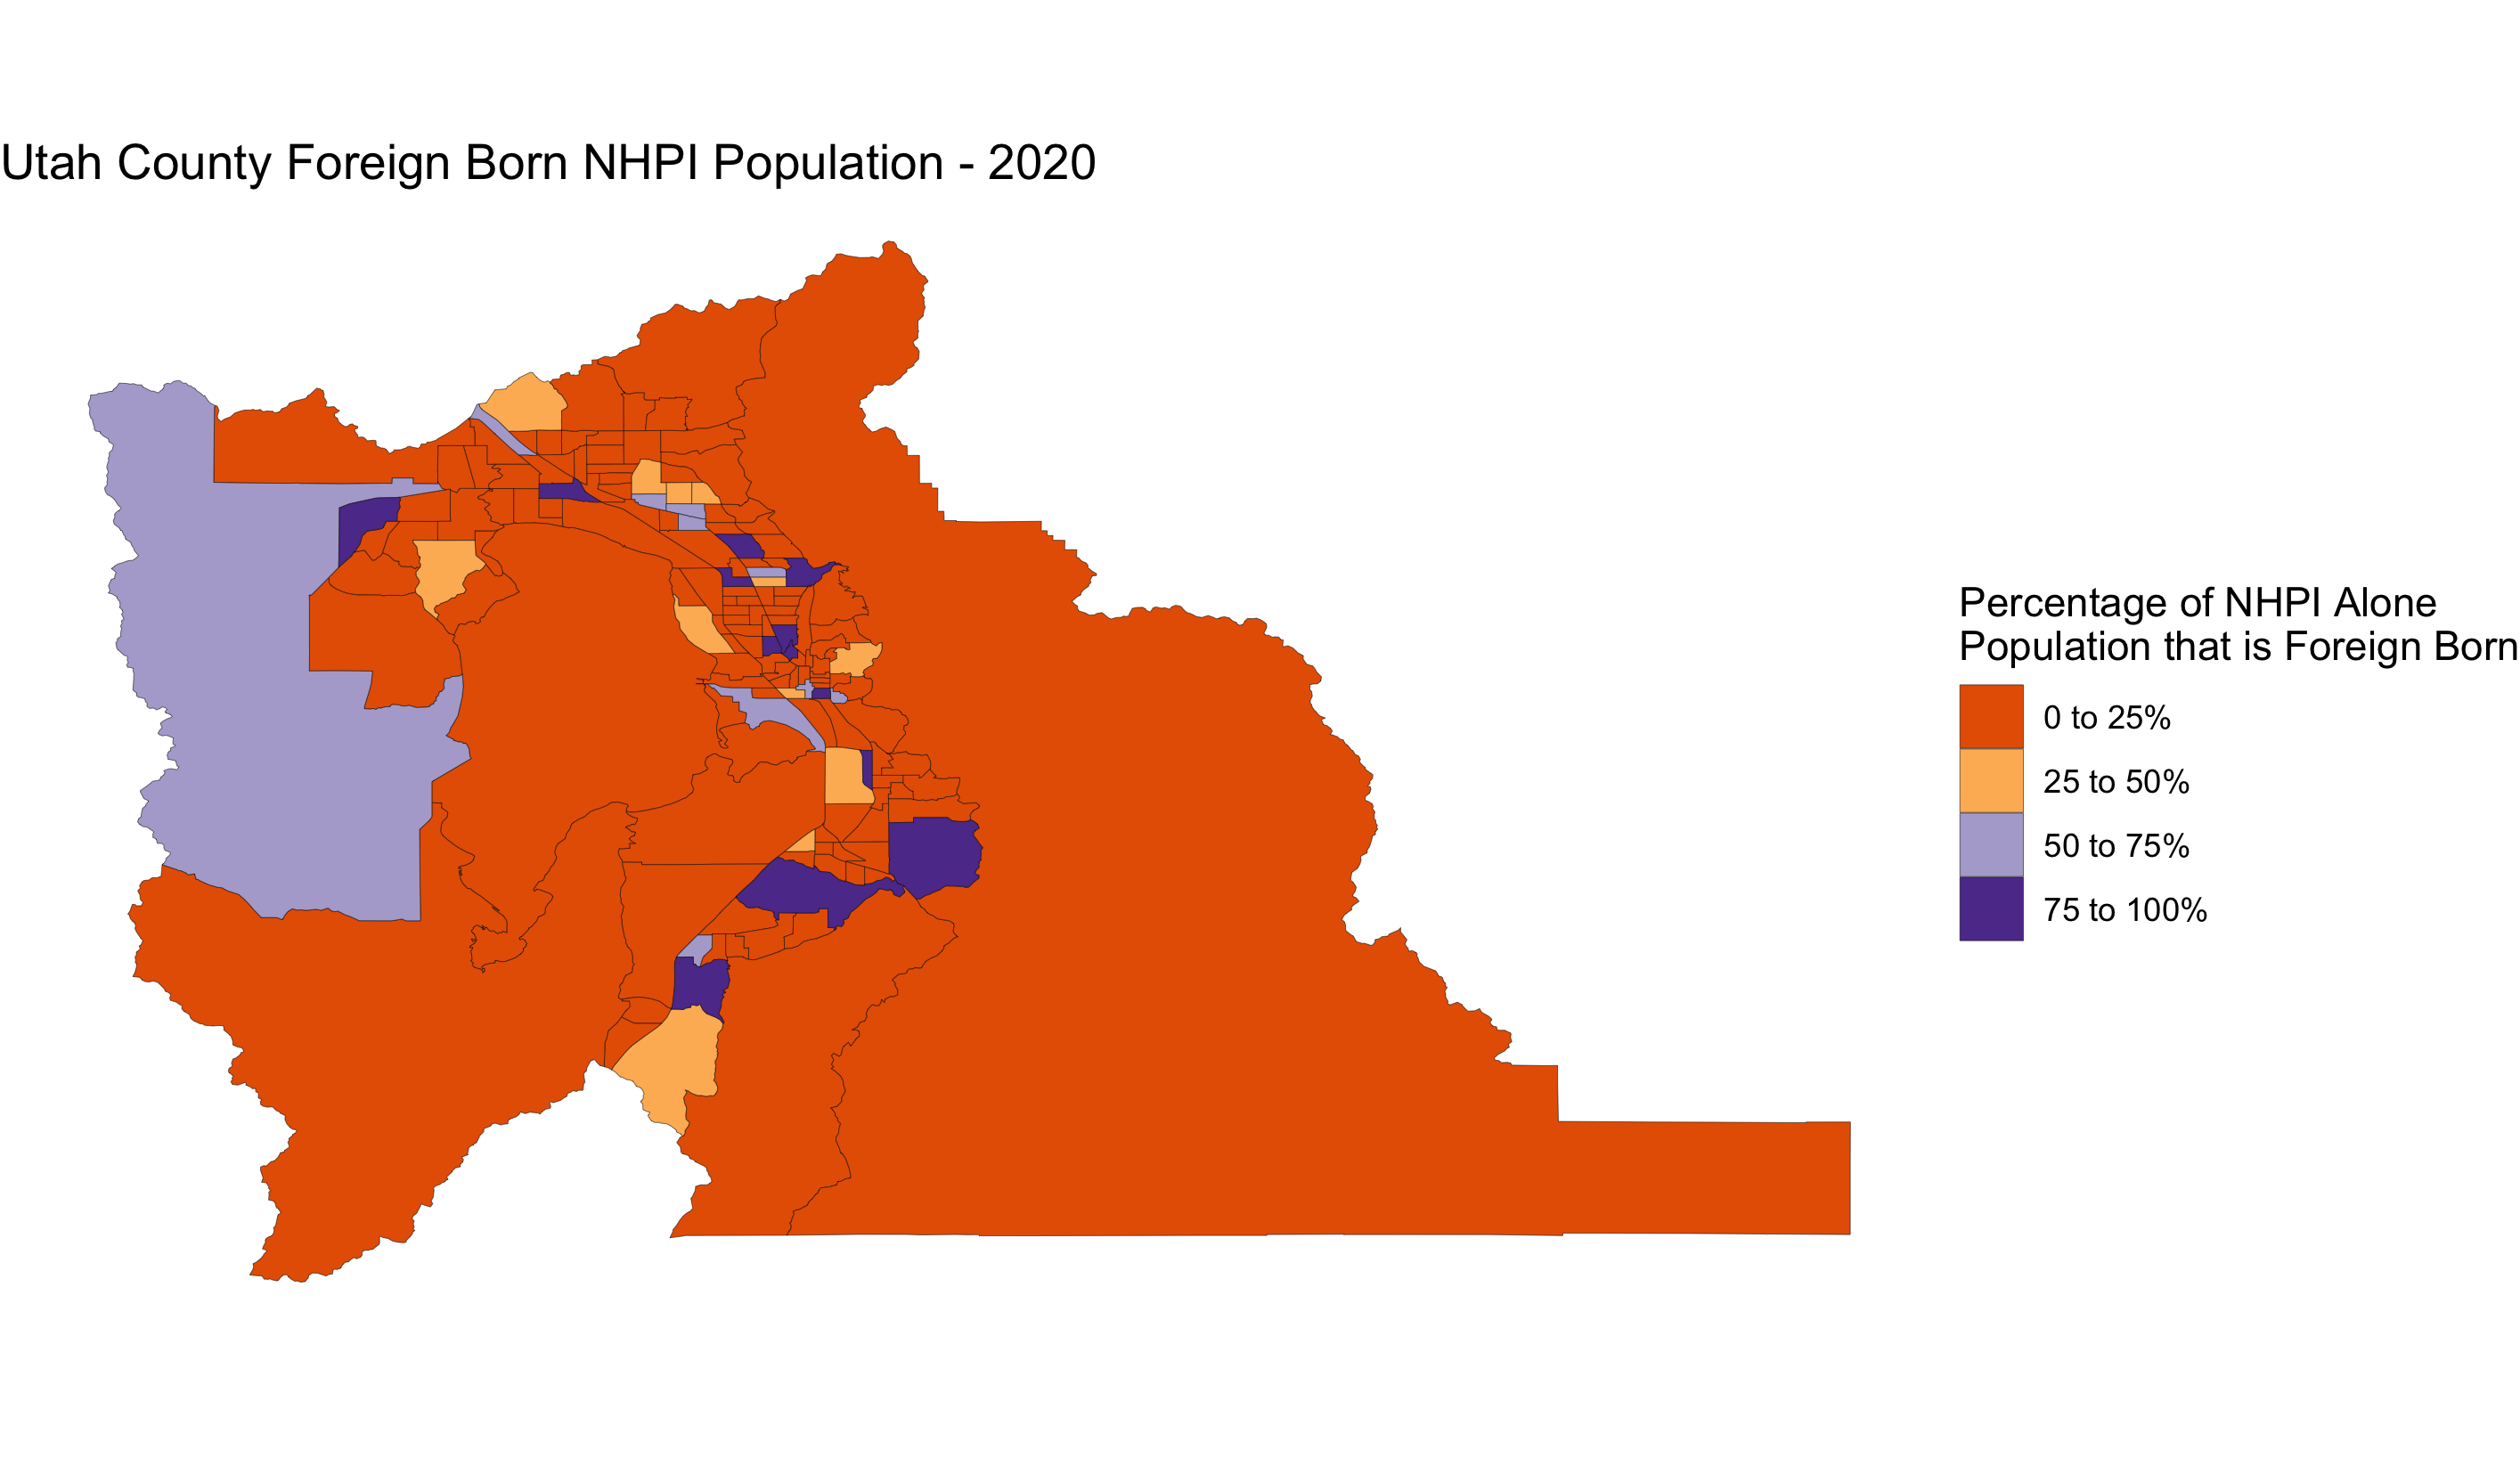 Utah County Foreign Born NHPI Population - 2020
Percentage of NHPI Alone
Population that is Foreign Born
0 to 25%
25 to 50%
50 to 75%
75 to 100%